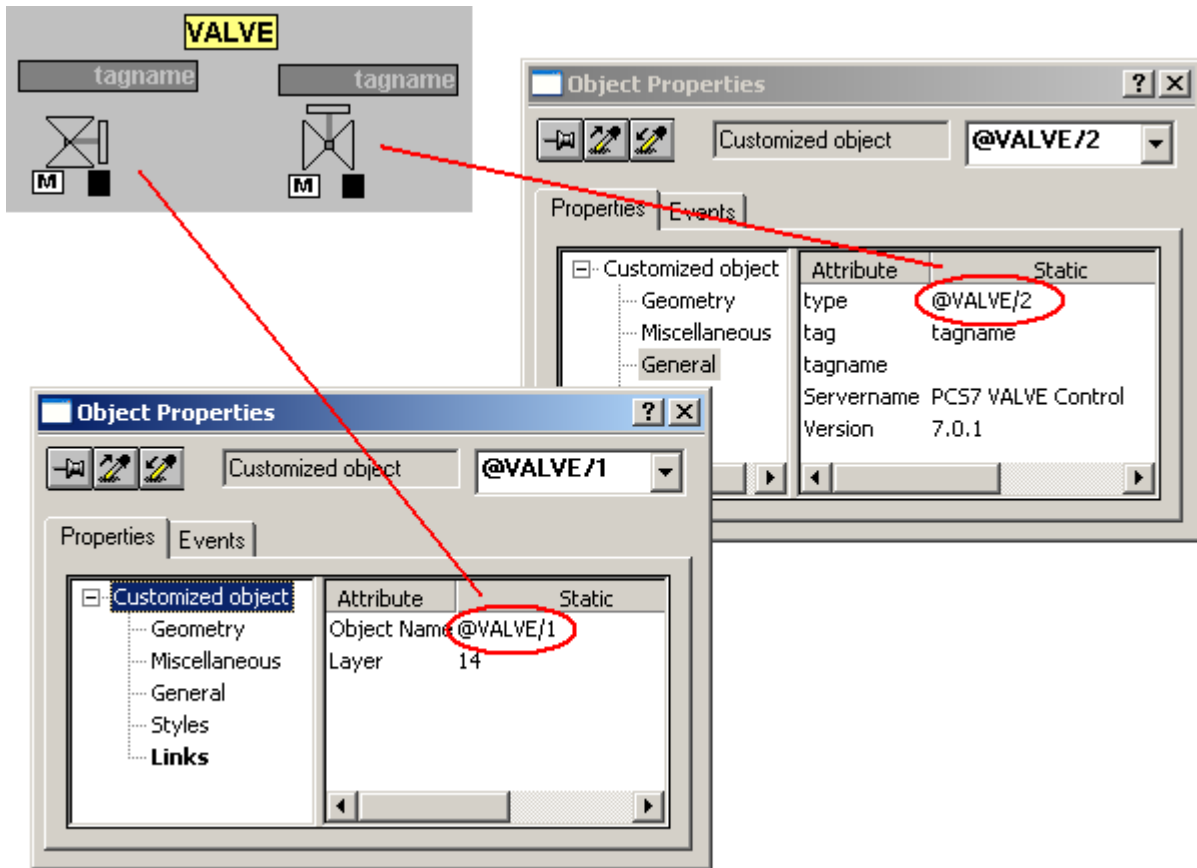 VALVE
tagname
tagname
M
M
Object Properties
Customized object
@VALVE/2
Properties
Events
Customized object
Geometry
Miscellaneous
General
Attribute
Static
type
@VALVE/2
tag
tagname
tagname
Servername
PCS7 VALVE Control
Version
7.0.1
Object Properties
Customized object
@VALVE/1
Properties
Events
Customized object
Geometry
Miscellaneous
General
Styles
Links
Attribute
Static
Object Name
@VALVE/1
Layer
14